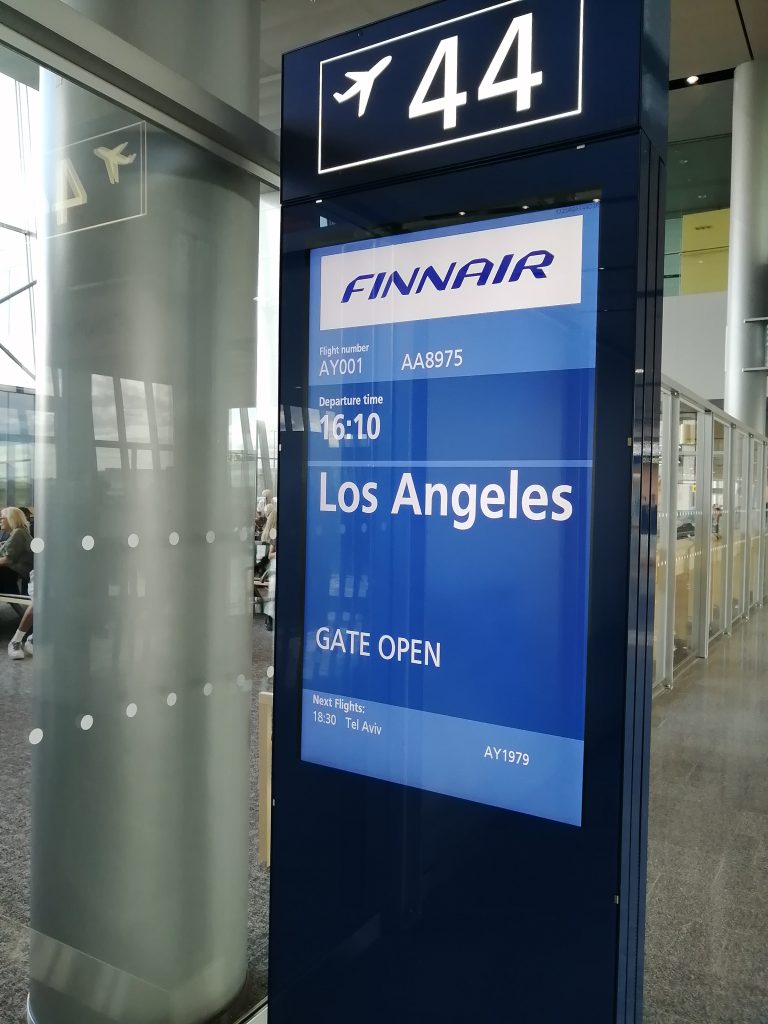 44
FINNAIR
Flight number
AY001 AA8975
Departure time
16:10
Los Angeles
GATE OPEN
Next Flights:
18:30 Tel Aviv AY1979
4